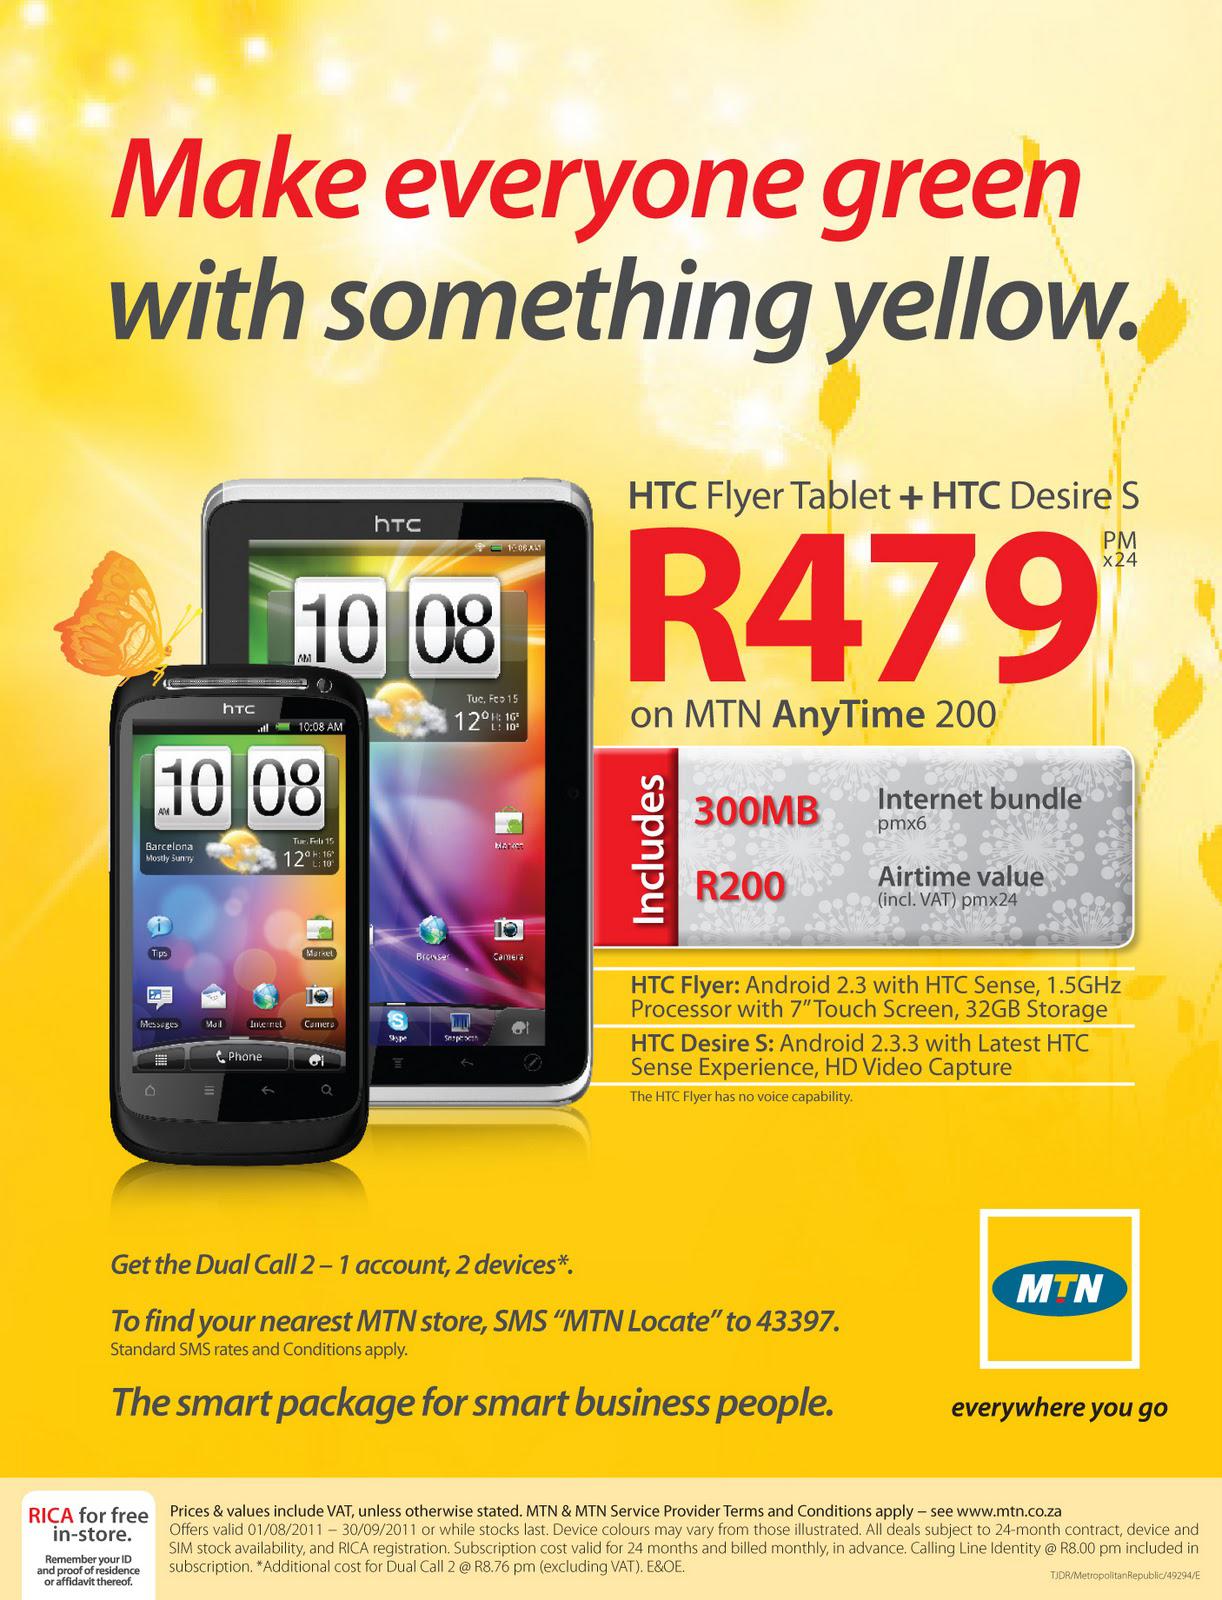 Make everyone green
with something yellow.
HTC Flyer Tablet + HTC Desire S
R479 PM x24
on MTN AnyTime 200
Includes
300MB Internet bundle
pmx6
R200 Airtime value
(incl. VAT) pmx24
HTC Flyer: Android 2.3 with HTC Sense, 1.5GHz
Processor with 7" Touch Screen, 32GB Storage
HTC Desire S: Android 2.3.3 with Latest HTC
Sense Experience, HD Video Capture
The HTC Flyer has no voice capability.
hTC
10:08 AM
10 08
AM
Tue, Feb 15
12° H: 16°
L: 10°
Market
Browser
Camera
Skype
Snapbooth
hTC
10:08 AM
10 08
AM
Barcelona
Mostly Sunny
Tue, Feb 15
12° H: 16°
L: 10°
Tips
Market
Messages
Mail
Internet
Camera
Phone
Get the Dual Call 2 – 1 account, 2 devices*.
To find your nearest MTN store, SMS "MTN Locate" to 43397.
Standard SMS rates and Conditions apply.
The smart package for smart business people.
MTN
everywhere you go
RICA for free
in-store.
Remember your ID
and proof of residence
or affidavit thereof.
Prices & values include VAT, unless otherwise stated. MTN & MTN Service Provider Terms and Conditions apply – see www.mtn.co.za
Offers valid 01/08/2011 – 30/09/2011 or while stocks last. Device colours may vary from those illustrated. All deals subject to 24-month contract, device and
SIM stock availability, and RICA registration. Subscription cost valid for 24 months and billed monthly, in advance. Calling Line Identity @ R8.00 pm included in
subscription. *Additional cost for Dual Call 2 @ R8.76 pm (excluding VAT). E&OE.
TJDR/MetropolitanRepublic/49294/E